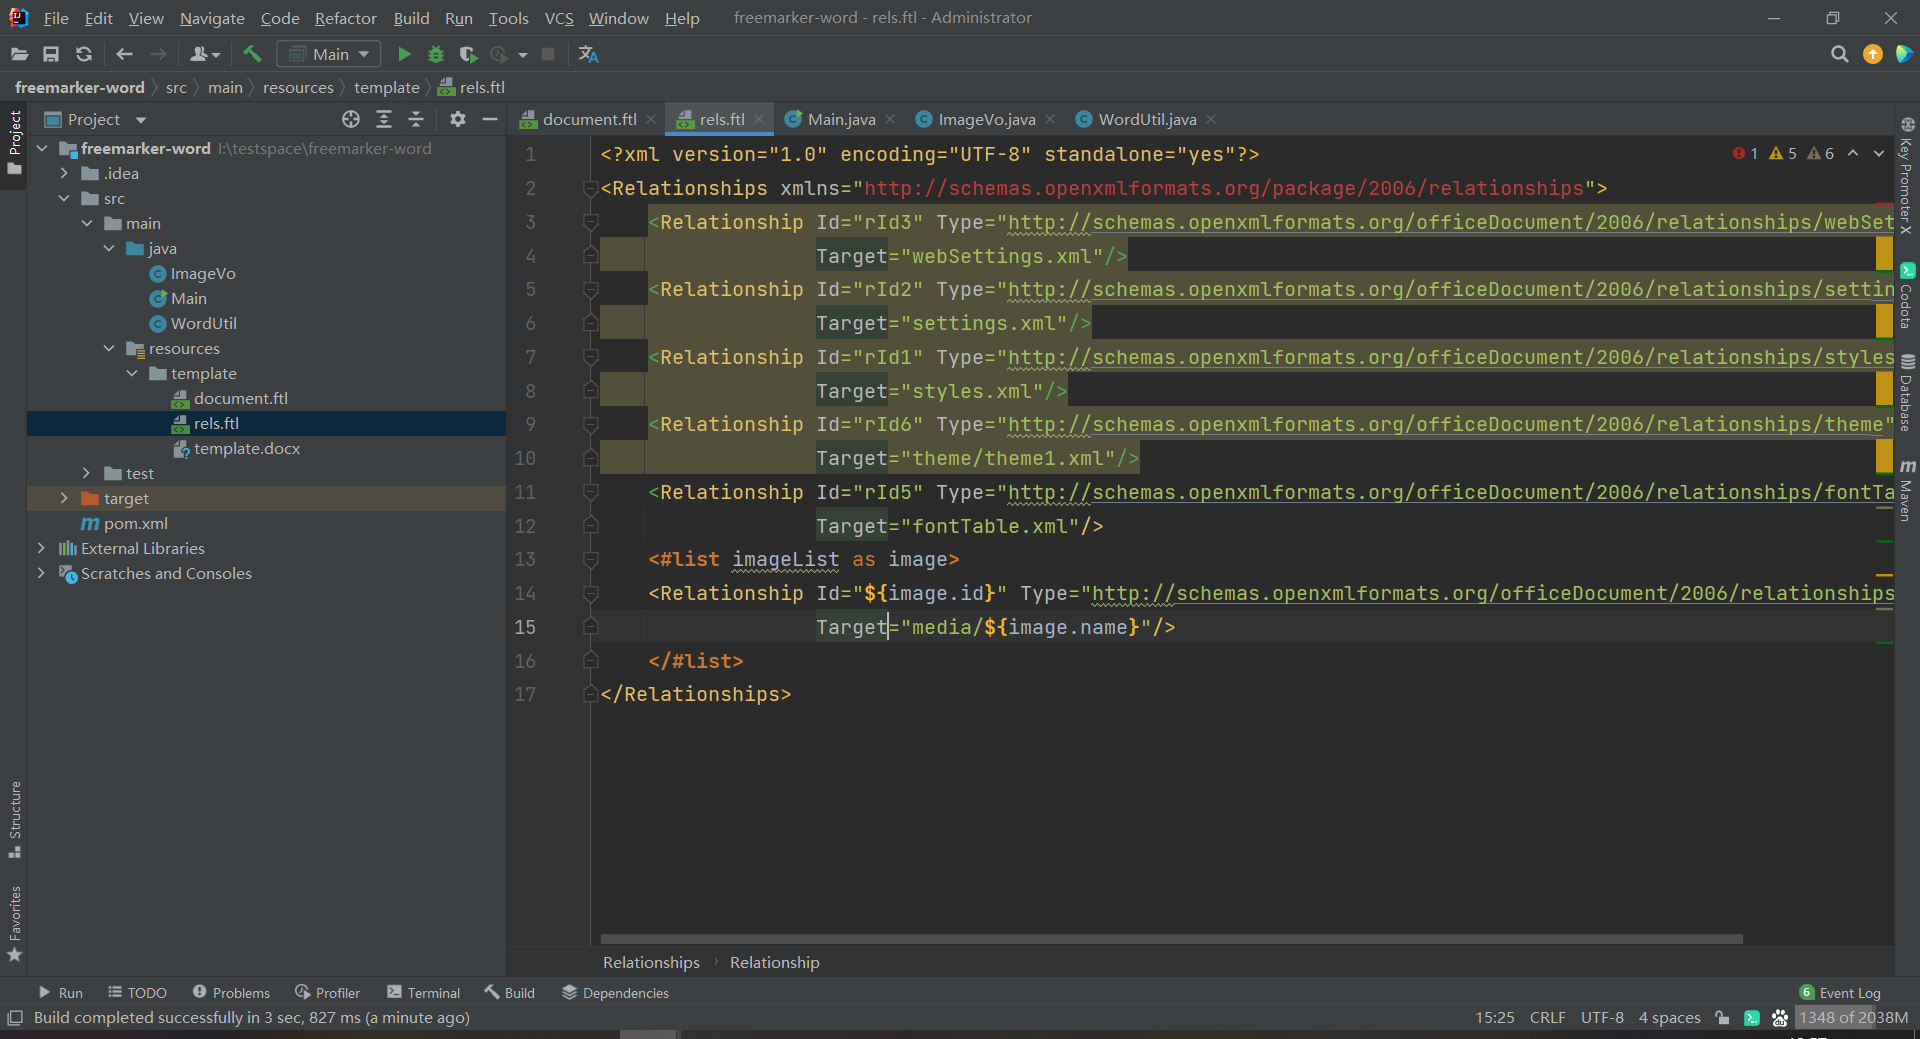 File Edit View Navigate Code Refactor Build Run Tools VCS Window Help freemarker-word - rels.ftl - Administrator
Main
freemarker-word src main resources template rels.ftl
Project
document.ftl rels.ftl Main.java ImageVo.java WordUtil.java
Project
freemarker-word I:\testspace\freemarker-word
.idea
src
main
java
ImageVo
Main
WordUtil
resources
template
document.ftl
rels.ftl
template.docx
test
target
pom.xml
External Libraries
Scratches and Consoles
1 <?xml version="1.0" encoding="UTF-8" standalone="yes"?>
1 5 6
2 <Relationships xmlns="http://schemas.openxmlformats.org/package/2006/relationships">
3 <Relationship Id="rId3" Type="http://schemas.openxmlformats.org/officeDocument/2006/relationships/webSet
4 Target="webSettings.xml"/>
5 <Relationship Id="rId2" Type="http://schemas.openxmlformats.org/officeDocument/2006/relationships/settin
6 Target="settings.xml"/>
7 <Relationship Id="rId1" Type="http://schemas.openxmlformats.org/officeDocument/2006/relationships/styles
8 Target="styles.xml"/>
9 <Relationship Id="rId6" Type="http://schemas.openxmlformats.org/officeDocument/2006/relationships/theme"
10 Target="theme/theme1.xml"/>
11 <Relationship Id="rId5" Type="http://schemas.openxmlformats.org/officeDocument/2006/relationships/fontTa
12 Target="fontTable.xml"/>
13 <#list imageList as image>
14 <Relationship Id="${image.id}" Type="http://schemas.openxmlformats.org/officeDocument/2006/relationships
15 Target="media/${image.name}"/>
16 </#list>
17 </Relationships>
Key Promoter X
Codota
Database
Maven
Structure
Favorites
Relationships Relationship
Run TODO Problems Profiler Terminal Build Dependencies 6 Event Log
Build completed successfully in 3 sec, 827 ms (a minute ago) 15:25 CRLF UTF-8 4 spaces 1348 of 2038M